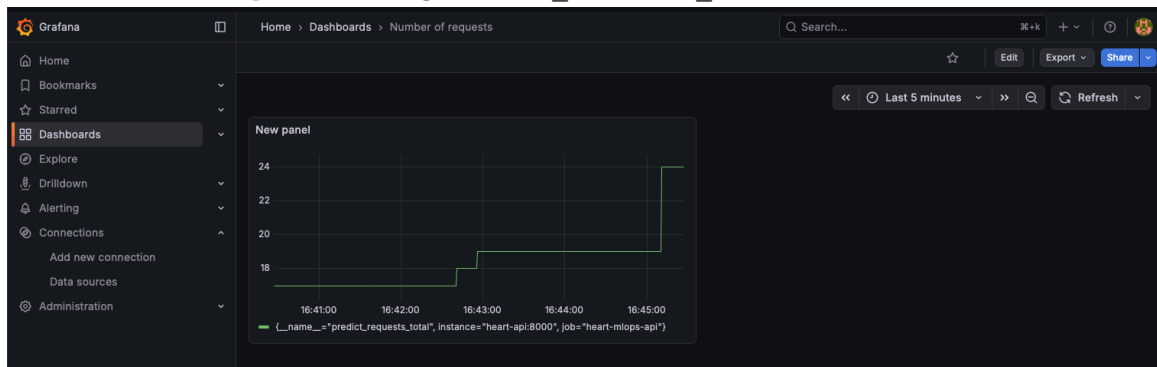 Grafana
Home › Dashboards › Number of requests
Search...
⌘+k
Edit
Export
Share
Home
Bookmarks
Starred
Dashboards
Explore
Drilldown
Alerting
Connections
Add new connection
Data sources
Administration
Last 5 minutes
Refresh
New panel
24
22
20
18
16:41:00 16:42:00 16:43:00 16:44:00 16:45:00
{__name__="predict_requests_total", instance="heart-api:8000", job="heart-mlops-api"}